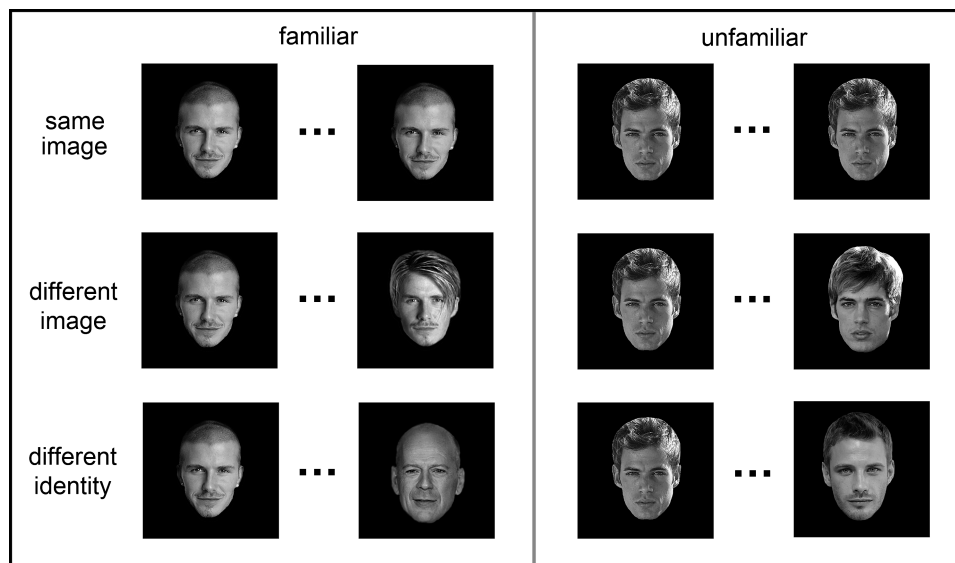 familiar
unfamiliar
same
image
different
image
different
identity